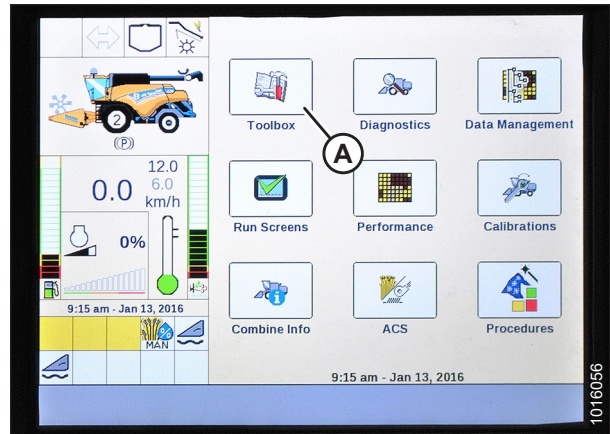 Toolbox
Diagnostics
Data Management
A
2
(P)
12.0
0.0
6.0
km/h
0%
Run Screens
Performance
Calibrations
9:15 am - Jan 13, 2016
%
MAN
Combine Info
ACS
Procedures
9:15 am - Jan 13, 2016
1016056